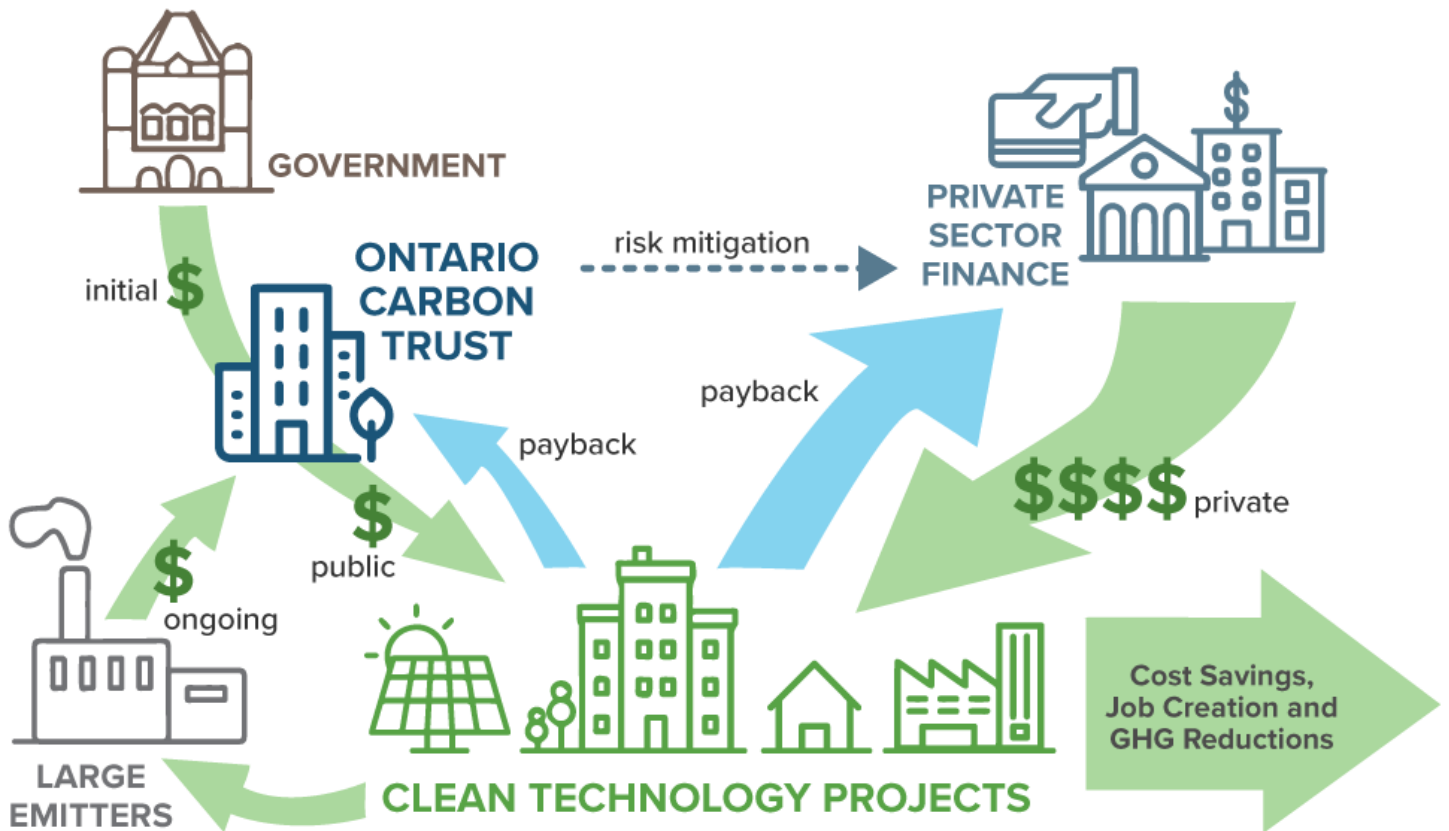 GOVERNMENT
$
PRIVATE
SECTOR
FINANCE
initial $
ONTARIO
CARBON
TRUST
risk mitigation
payback
payback
$
public
$$$$ private
$
ongoing
LARGE
EMITTERS
CLEAN TECHNOLOGY PROJECTS
Cost Savings,
Job Creation and
GHG Reductions